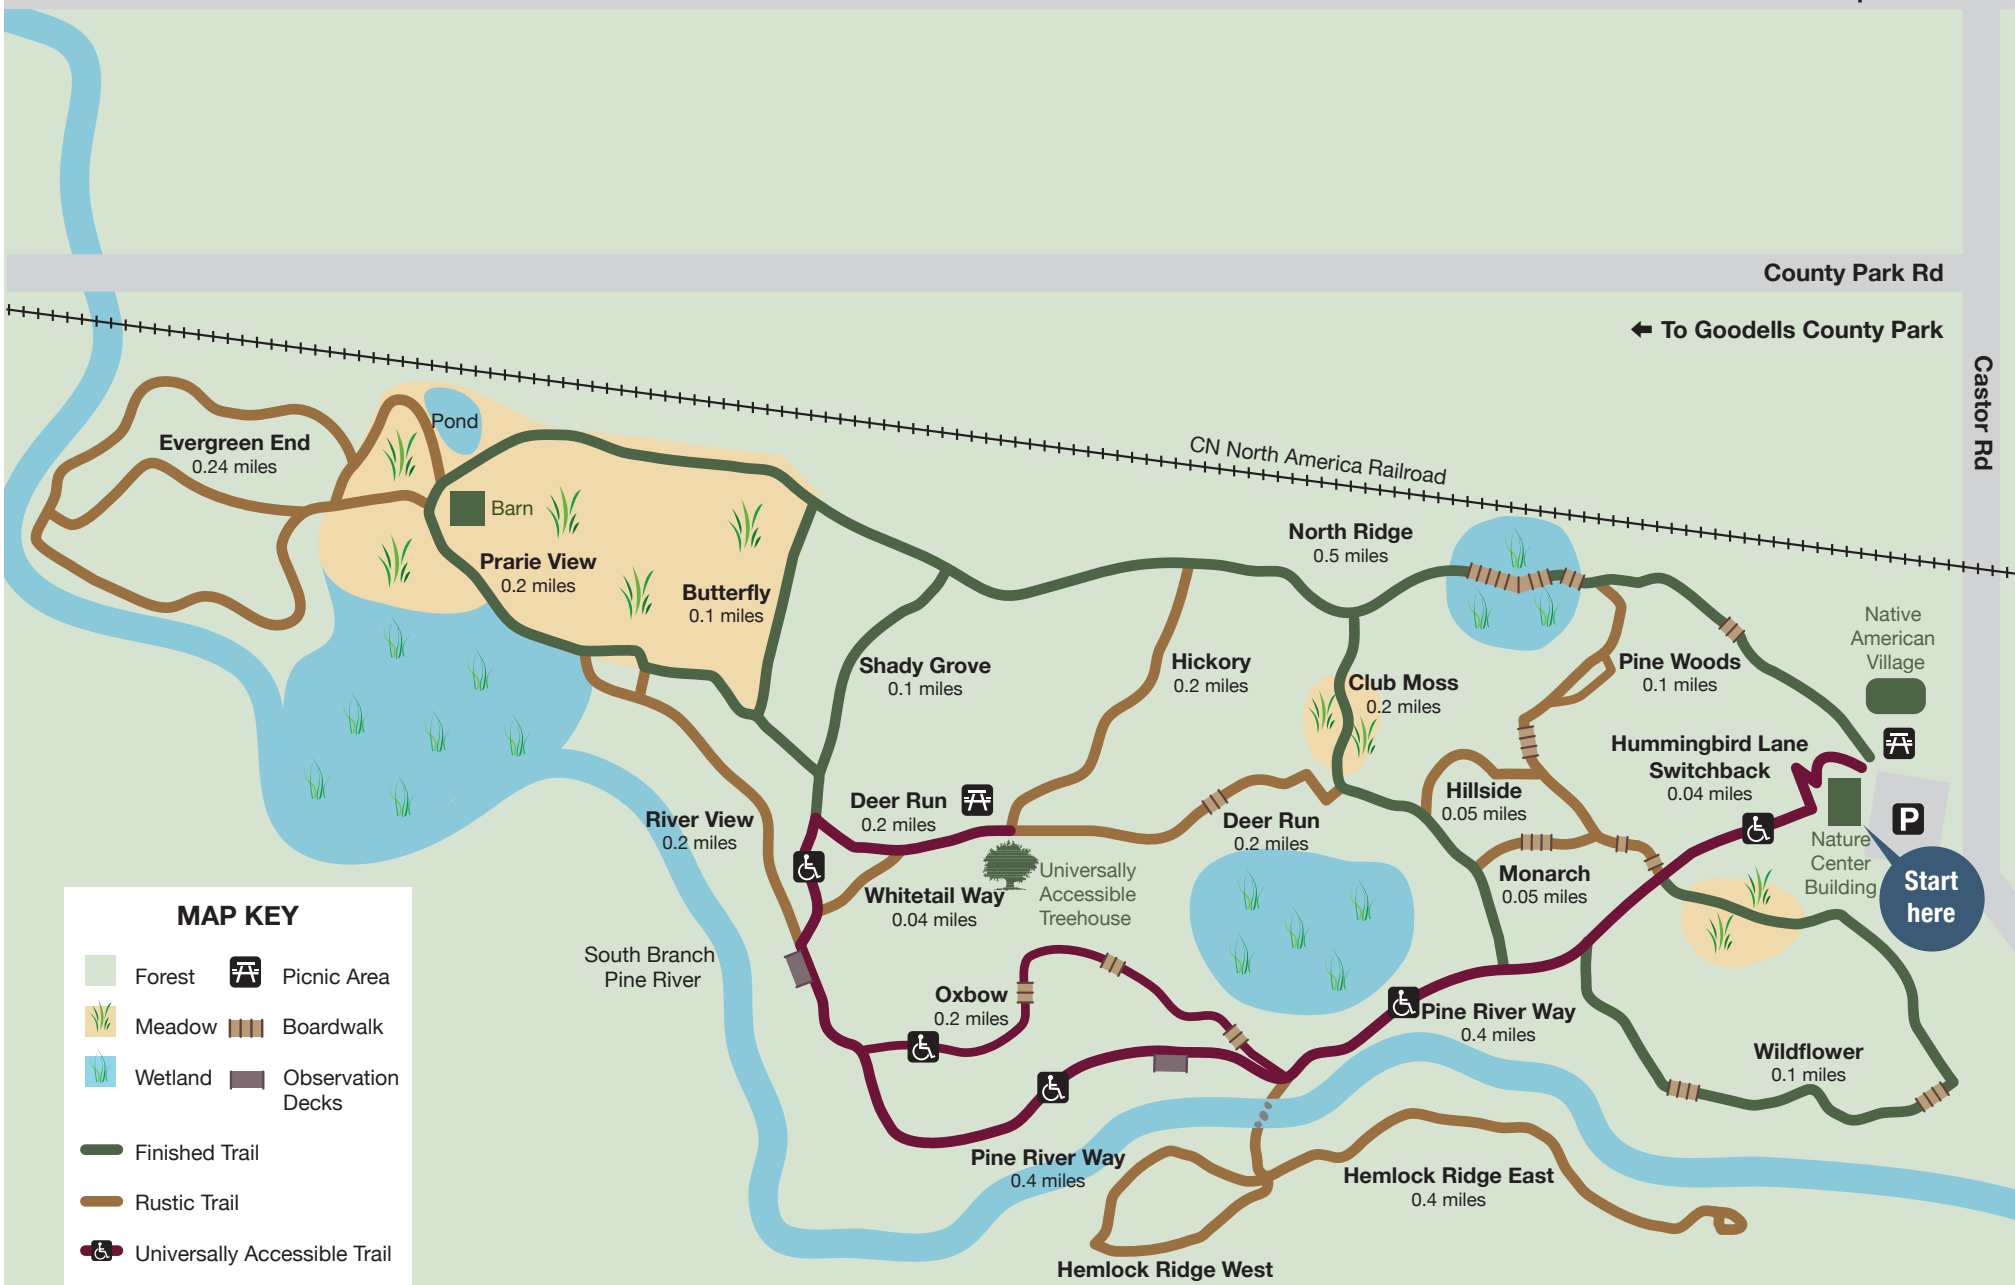 County Park Rd
To Goodells County Park
Castor Rd
CN North America Railroad
Pond
Evergreen End
0.24 miles
Barn
Prarie View
0.2 miles
Butterfly
0.1 miles
North Ridge
0.5 miles
Shady Grove
0.1 miles
Hickory
0.2 miles
Club Moss
0.2 miles
Pine Woods
0.1 miles
Native
American
Village
Hummingbird Lane
Switchback
0.04 miles
Hillside
0.05 miles
P
Nature
Center
Building
Start
here
River View
0.2 miles
Deer Run
0.2 miles
Deer Run
0.2 miles
Universally
Accessible
Treehouse
Whitetail Way
0.04 miles
Monarch
0.05 miles
South Branch
Pine River
Oxbow
0.2 miles
Pine River Way
0.4 miles
Wildflower
0.1 miles
Pine River Way
0.4 miles
Hemlock Ridge East
0.4 miles
Hemlock Ridge West
MAP KEY
Forest
Picnic Area
Meadow
Boardwalk
Wetland
Observation
Decks
Finished Trail
Rustic Trail
Universally Accessible Trail